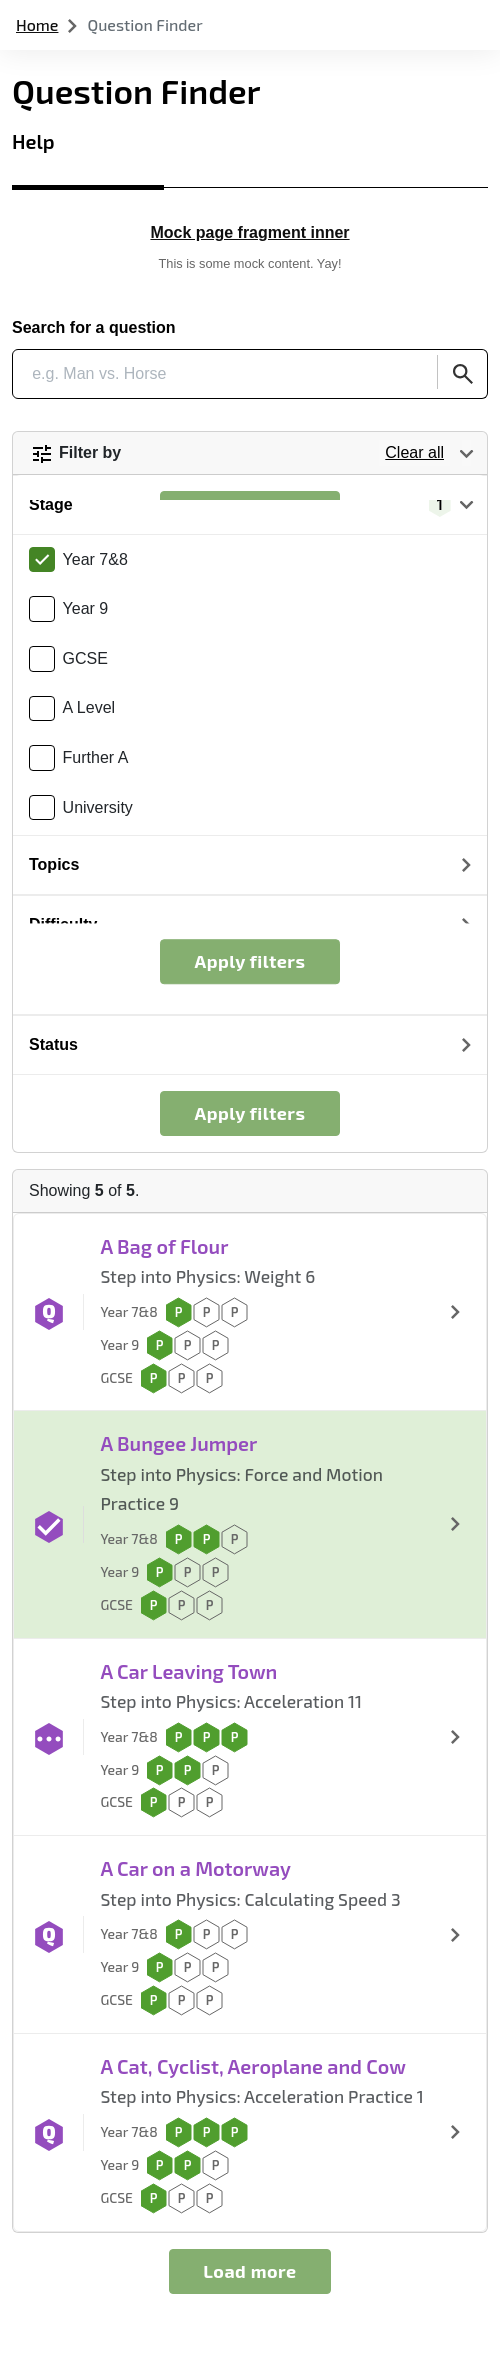 Home > Question Finder
Question Finder
Help
Mock page fragment inner
This is some mock content. Yay!
Search for a question
e.g. Man vs. Horse
Filter by Clear all
Stage 1
Year 7&8
Year 9
GCSE
A Level
Further A
University
Topics
Difficulty
Apply filters
Status
Apply filters
Showing 5 of 5.
A Bag of Flour
Step into Physics: Weight 6
Q Year 7&8 P P P
Year 9 P P P
GCSE P P P
A Bungee Jumper
Step into Physics: Force and Motion
Practice 9
Year 7&8 P P P
Year 9 P P P
GCSE P P P
A Car Leaving Town
Step into Physics: Acceleration 11
Year 7&8 P P P
Year 9 P P P
GCSE P P P
A Car on a Motorway
Step into Physics: Calculating Speed 3
Q Year 7&8 P P P
Year 9 P P P
GCSE P P P
A Cat, Cyclist, Aeroplane and Cow
Step into Physics: Acceleration Practice 1
Q Year 7&8 P P P
Year 9 P P P
GCSE P P P
Load more